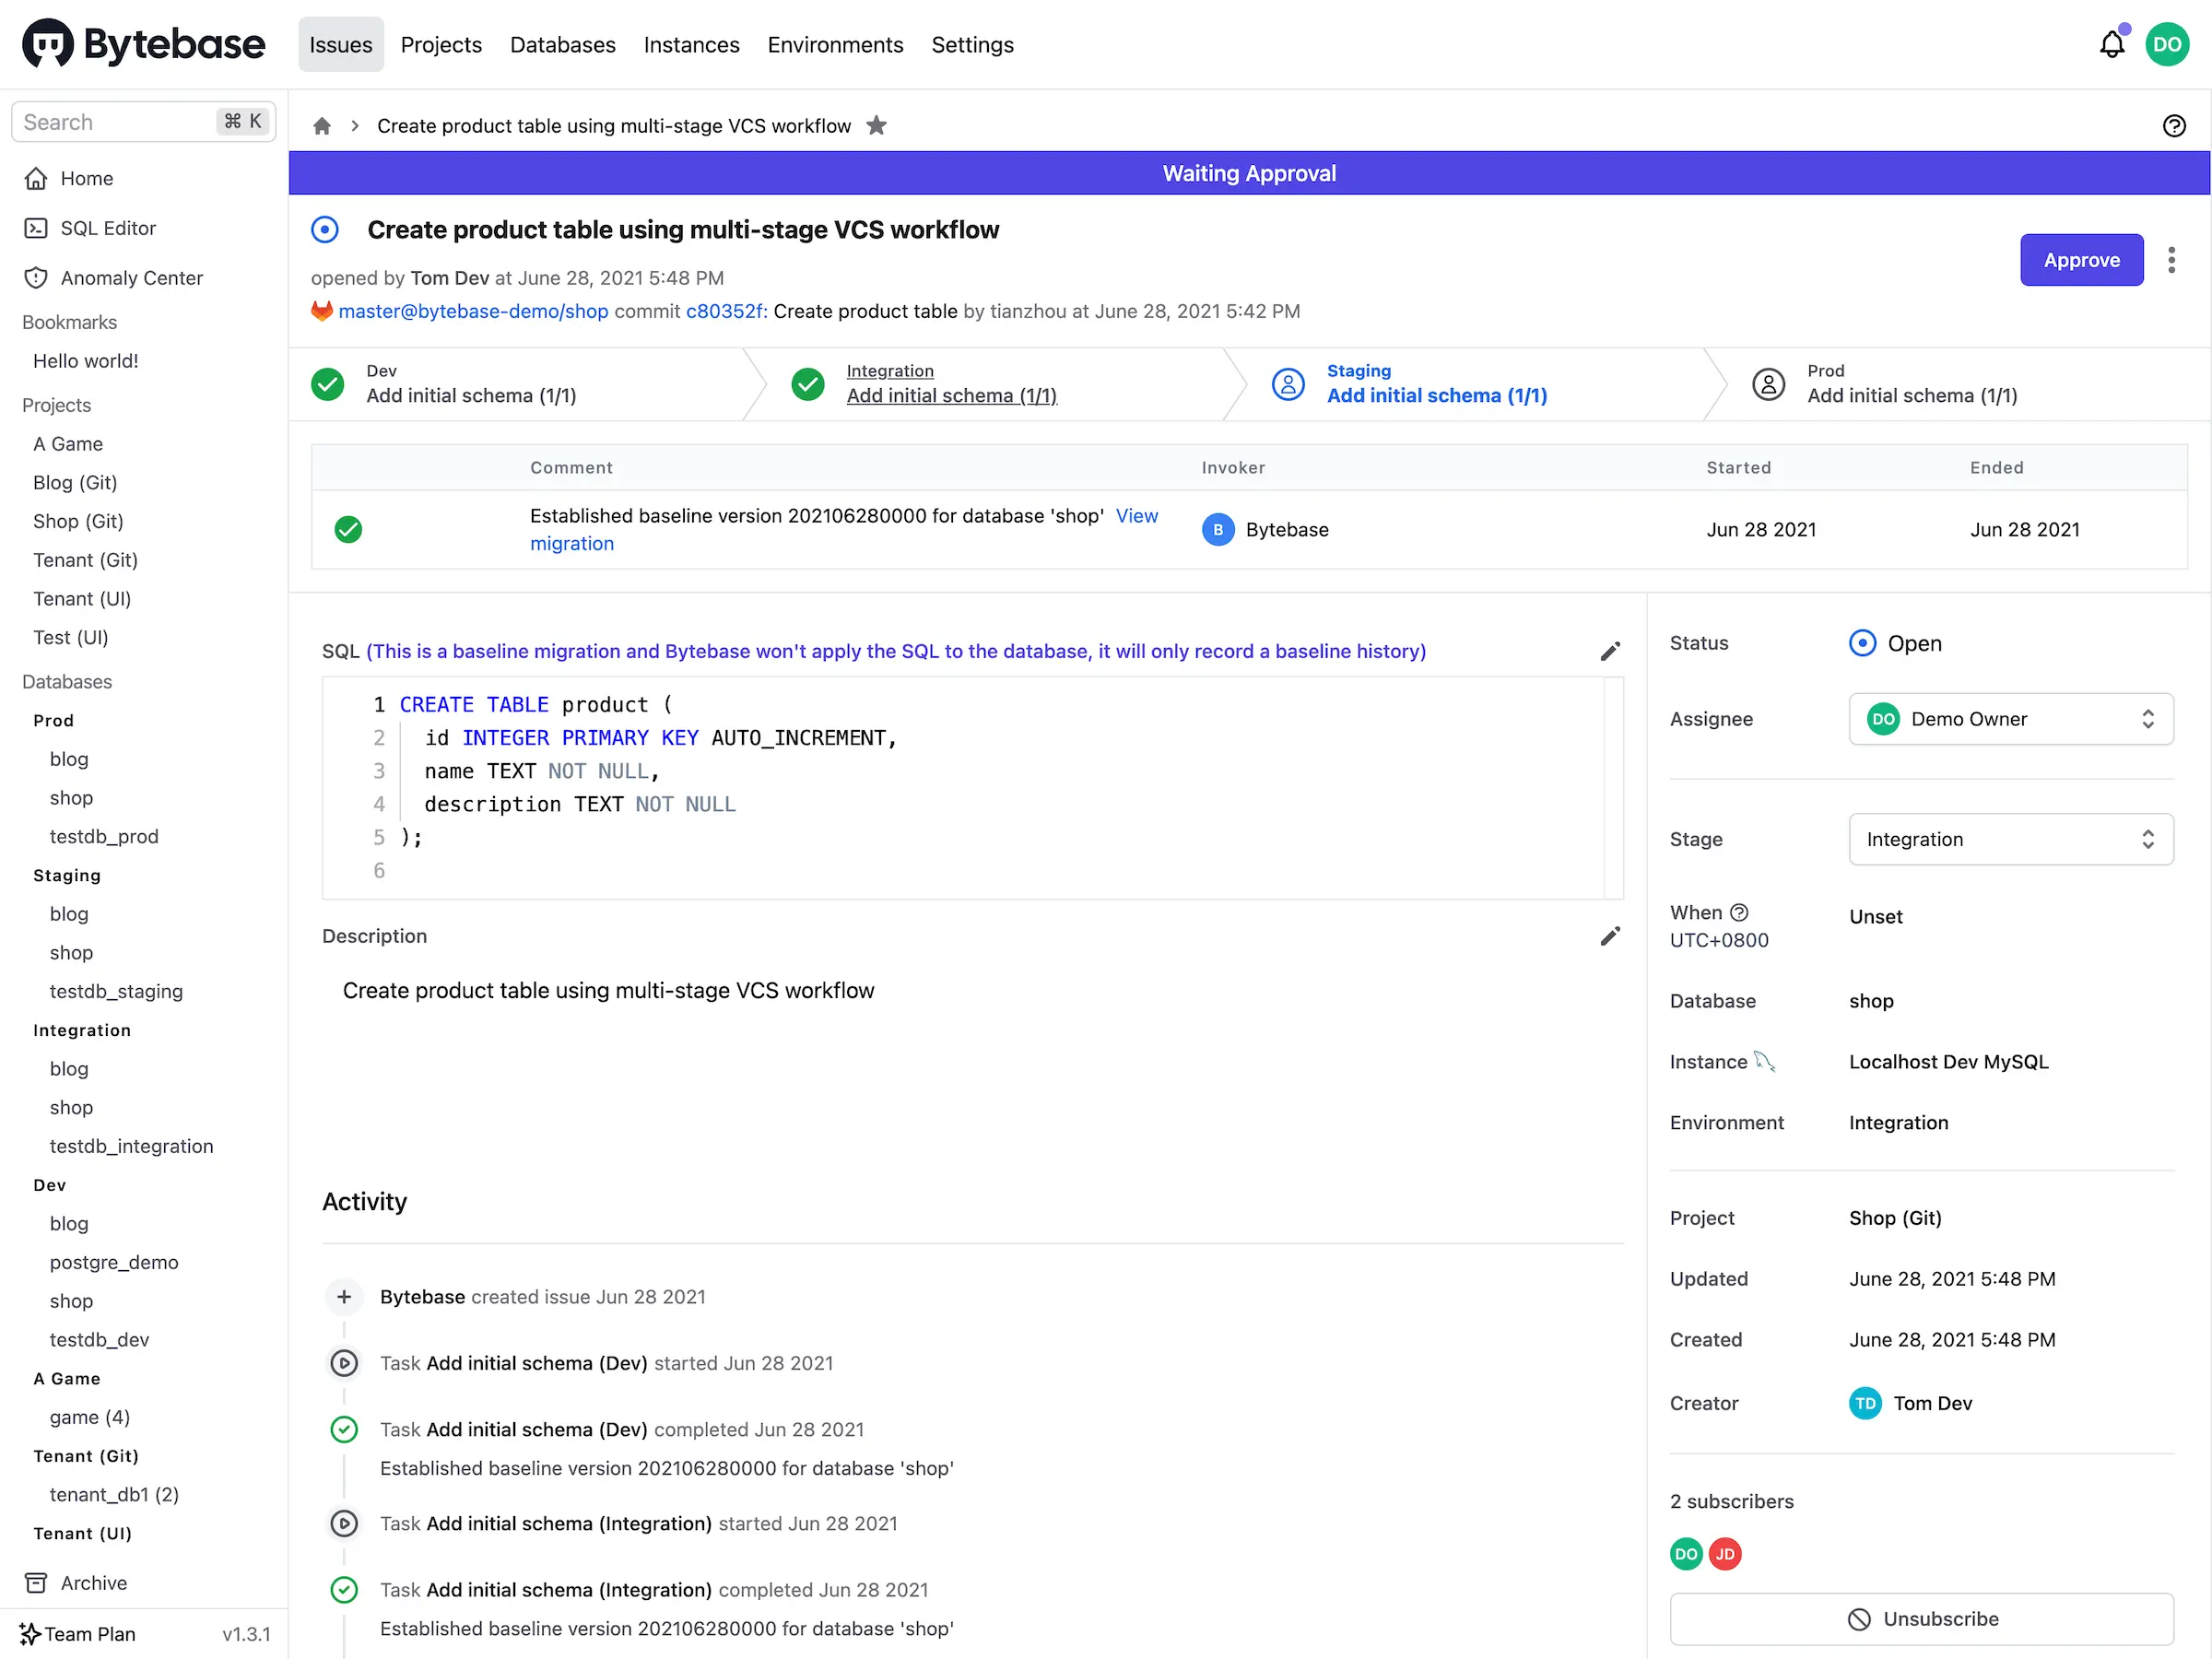 Bytebase
Issues
Projects
Databases
Instances
Environments
Settings
DO
Search
⌘ K
Home
SQL Editor
Anomaly Center
Bookmarks
Hello world!
Projects
A Game
Blog (Git)
Shop (Git)
Tenant (Git)
Tenant (UI)
Test (UI)
Databases
Prod
blog
shop
testdb_prod
Staging
blog
shop
testdb_staging
Integration
blog
shop
testdb_integration
Dev
blog
postgre_demo
shop
testdb_dev
A Game
game (4)
Tenant (Git)
tenant_db1 (2)
Tenant (UI)
Archive
Team Plan
v1.3.1
Create product table using multi-stage VCS workflow
Waiting Approval
Create product table using multi-stage VCS workflow
opened by Tom Dev at June 28, 2021 5:48 PM
master@bytebase-demo/shop commit c80352f: Create product table by tianzhou at June 28, 2021 5:42 PM
Approve
Dev
Add initial schema (1/1)
Integration
Add initial schema (1/1)
Staging
Add initial schema (1/1)
Prod
Add initial schema (1/1)
Comment
Invoker
Started
Ended
Established baseline version 202106280000 for database 'shop' View
migration
B
Bytebase
Jun 28 2021
Jun 28 2021
SQL (This is a baseline migration and Bytebase won't apply the SQL to the database, it will only record a baseline history)
1 CREATE TABLE product (
2 id INTEGER PRIMARY KEY AUTO_INCREMENT,
3 name TEXT NOT NULL,
4 description TEXT NOT NULL
5 );
6
Description
Create product table using multi-stage VCS workflow
Activity
Bytebase created issue Jun 28 2021
Task Add initial schema (Dev) started Jun 28 2021
Task Add initial schema (Dev) completed Jun 28 2021
Established baseline version 202106280000 for database 'shop'
Task Add initial schema (Integration) started Jun 28 2021
Task Add initial schema (Integration) completed Jun 28 2021
Established baseline version 202106280000 for database 'shop'
Status
Open
Assignee
DO
Demo Owner
Stage
Integration
When
UTC+0800
Unset
Database
shop
Instance
Localhost Dev MySQL
Environment
Integration
Project
Shop (Git)
Updated
June 28, 2021 5:48 PM
Created
June 28, 2021 5:48 PM
Creator
TD
Tom Dev
2 subscribers
DO
JD
Unsubscribe